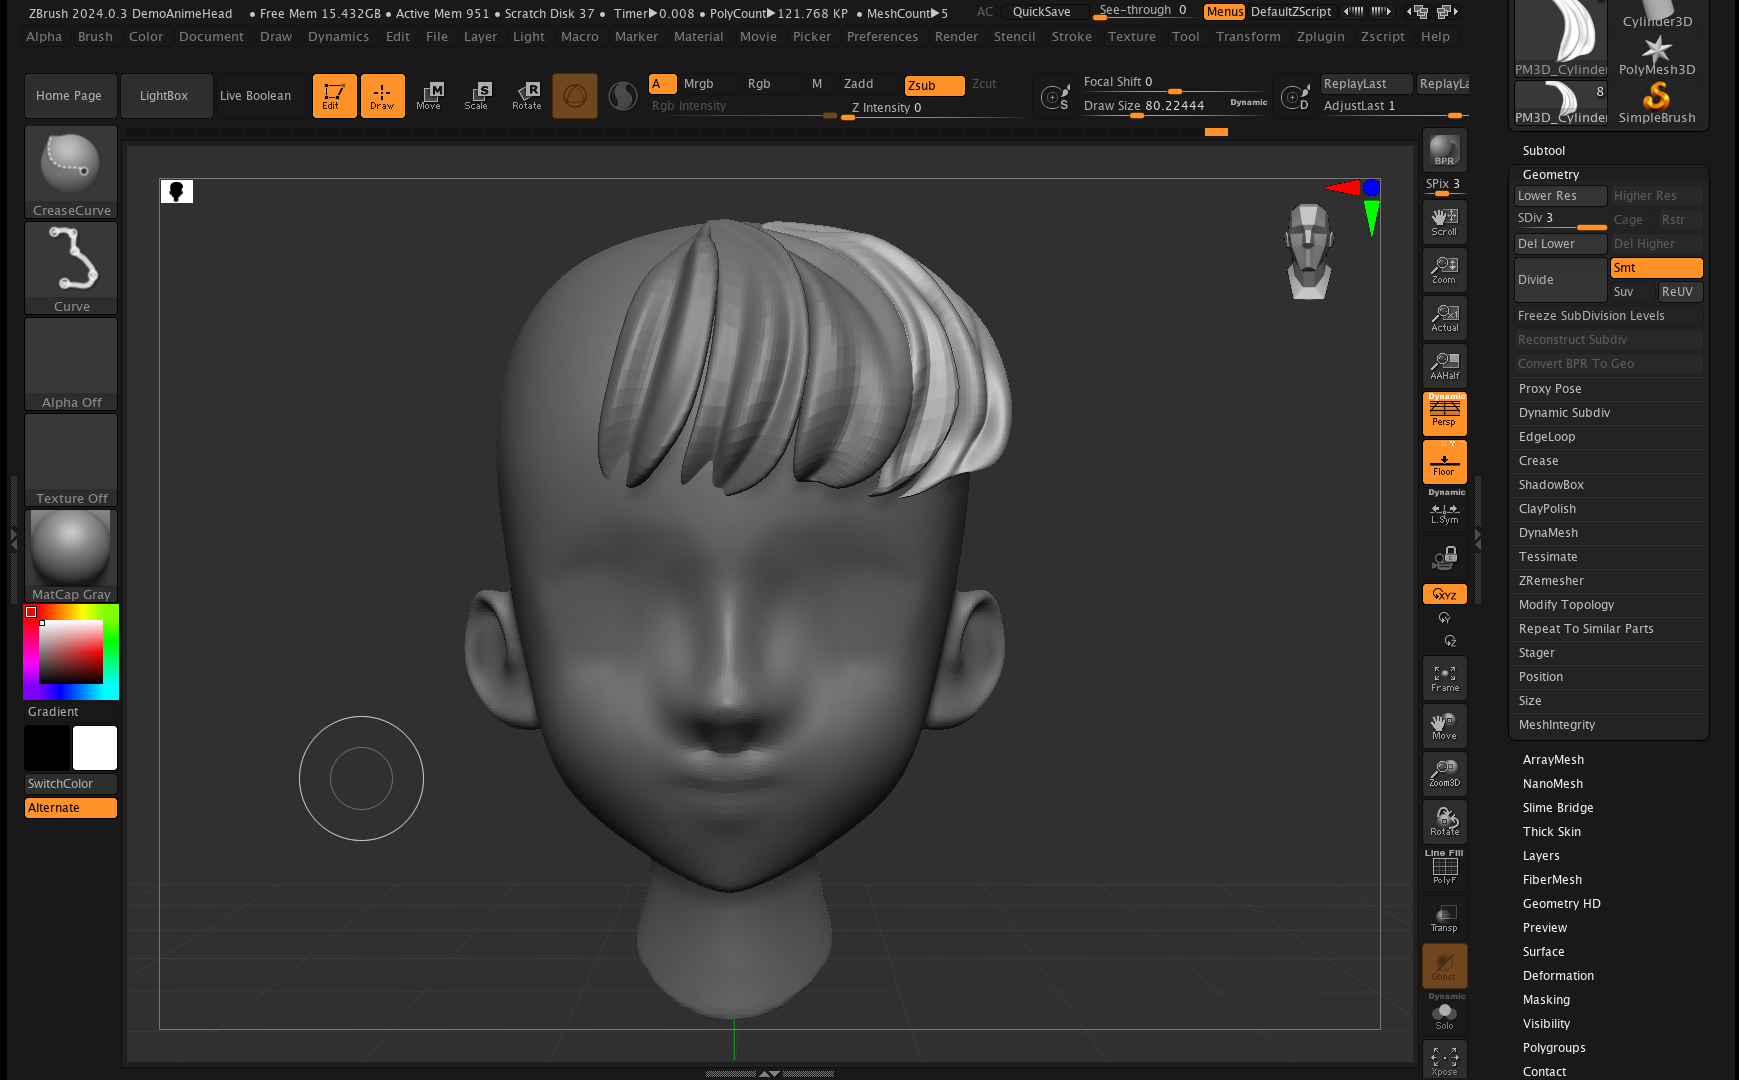 ZBrush 2024.0.3 DemoAnimeHead • Free Mem 15.432GB • Active Mem 951 • Scratch Disk 37 • Timer▶0.008 • PolyCount▶121.768 KP • MeshCount▶5 AC QuickSave See-through 0 Menus DefaultZScript
Alpha Brush Color Document Draw Dynamics Edit File Layer Light Macro Marker Material Movie Picker Preferences Render Stencil Stroke Texture Tool Transform Zplugin Zscript Help
Home Page LightBox Live Boolean Edit Draw Move Scale Rotate
A Mrgb Rgb M Zadd Zsub Zcut
Rgb Intensity Z Intensity 0
S Focal Shift 0
Draw Size 80.22444 Dynamic
D ReplayLast ReplayLa
AdjustLast 1
CreaseCurve
Curve
Alpha Off
Texture Off
MatCap Gray
Gradient
SwitchColor
Alternate
BPR
SPix 3
Scroll
Zoom
x1
Actual
AAHalf
Dynamic
Persp
Floor
Dynamic
L.Sym
XYZ
Y
Z
Frame
Move
Zoom3D
Rotate
Line Fill
PolyF
Transp
Ghost
Dynamic
Solo
Xpose
Cylinder3D
PM3D_Cylinder PolyMesh3D
8
PM3D_Cylinder SimpleBrush
Subtool
Geometry
Lower Res Higher Res
SDiv 3 Cage Rstr
Del Lower Del Higher
Divide Smt
Suv ReUV
Freeze SubDivision Levels
Reconstruct Subdiv
Convert BPR To Geo
Proxy Pose
Dynamic Subdiv
EdgeLoop
Crease
ShadowBox
ClayPolish
DynaMesh
Tessimate
ZRemesher
Modify Topology
Repeat To Similar Parts
Stager
Position
Size
MeshIntegrity
ArrayMesh
NanoMesh
Slime Bridge
Thick Skin
Layers
FiberMesh
Geometry HD
Preview
Surface
Deformation
Masking
Visibility
Polygroups
Contact